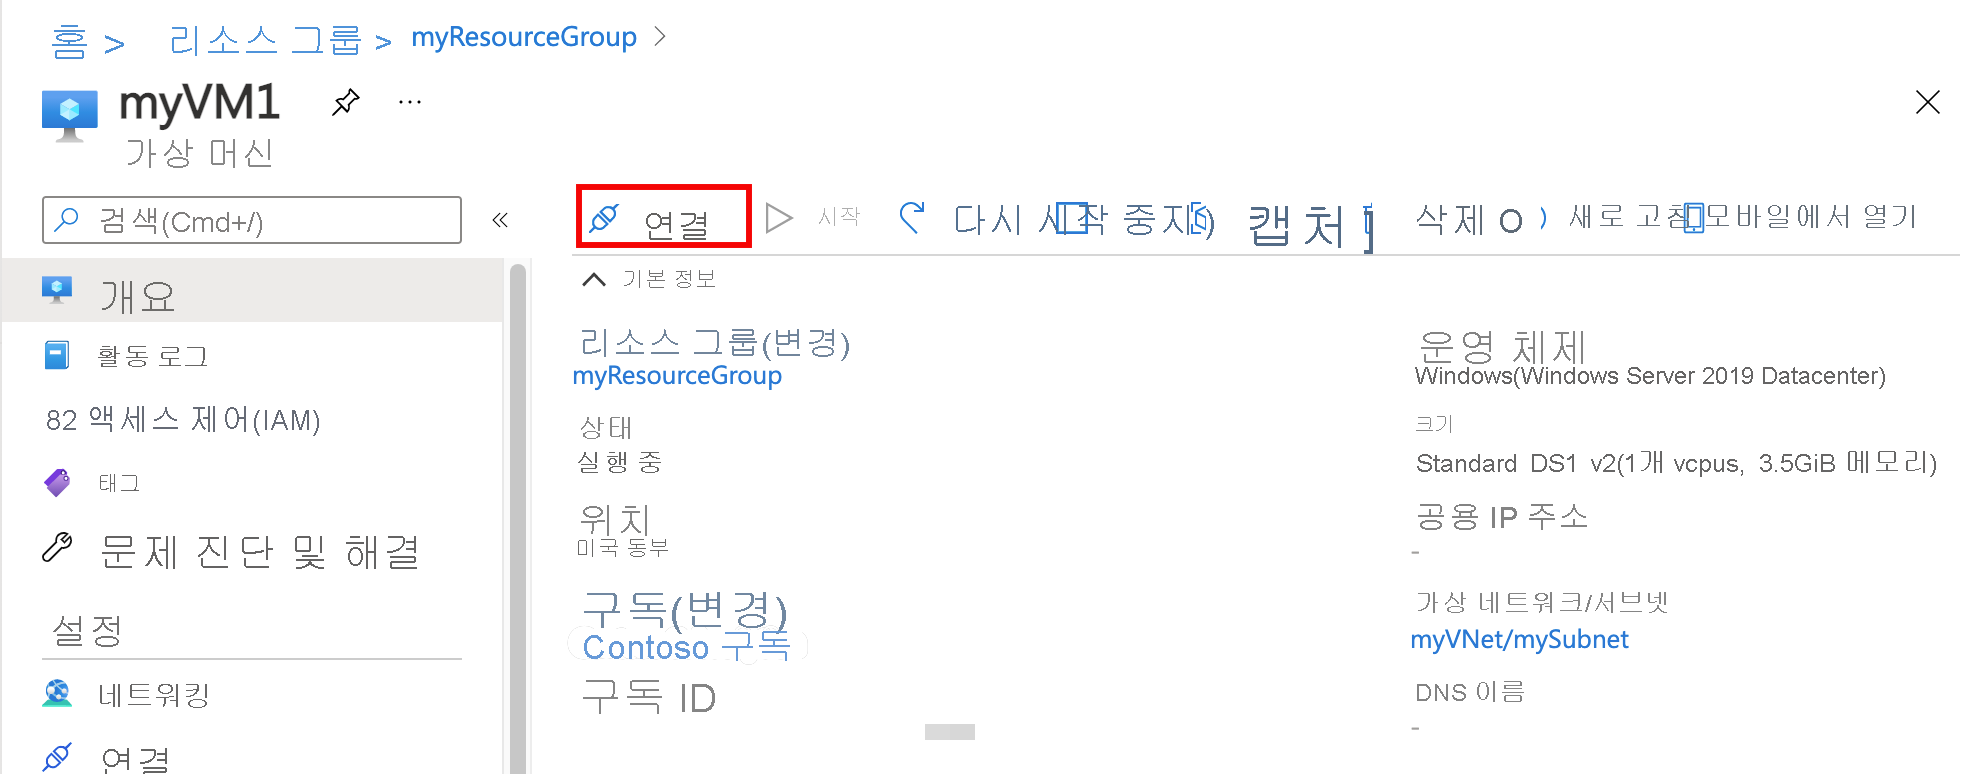 홈 > 리소스 그룹 > myResourceGroup >
myVM1 ...
가상 머신
검색(Cmd+/) «
연결 시작 다시 시작 중지) 캡처 ] 삭제 O ) 새로 고침 모바일에서 열기
개요
활동 로그
82 액세스 제어(IAM)
태그
문제 진단 및 해결
설정
네트워킹
연결
기본 정보
리소스 그룹(변경)
myResourceGroup
상태
실행 중
위치
미국 동부
구독(변경)
Contoso 구독
구독 ID
운영 체제
Windows(Windows Server 2019 Datacenter)
크기
Standard DS1 v2(1개 vcpus, 3.5GiB 메모리)
공용 IP 주소
-
가상 네트워크/서브넷
myVNet/mySubnet
DNS 이름
-